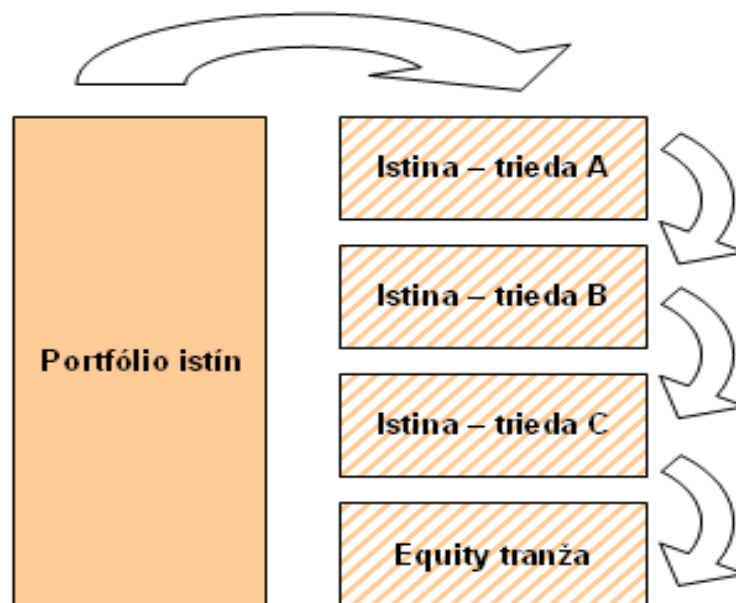 Istina – trieda A
Istina – trieda B
Portfólio istín
Istina – trieda C
Equity tranža